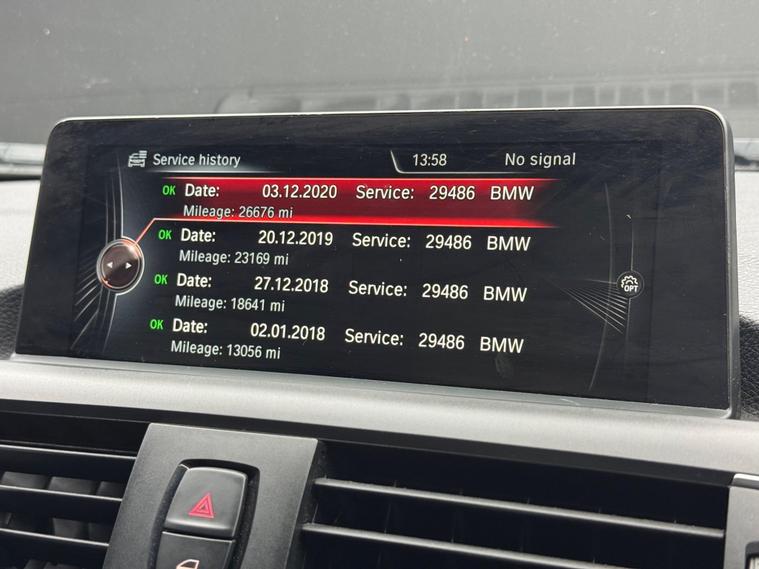 Service history 13:58 No signal
OK Date: 03.12.2020 Service: 29486 BMW
Mileage: 26676 mi
OK Date: 20.12.2019 Service: 29486 BMW
Mileage: 23169 mi
OK Date: 27.12.2018 Service: 29486 BMW
Mileage: 18641 mi
OK Date: 02.01.2018 Service: 29486 BMW
Mileage: 13056 mi
OPT